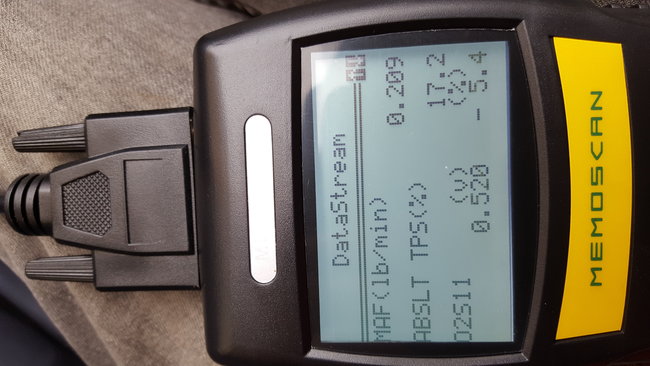 DataStream
MAF(lb/min)
0.209
ABSLT TPS(%)
17.2
O2S11 (V) (%)
0.520 -5.4
MEMOSCAN